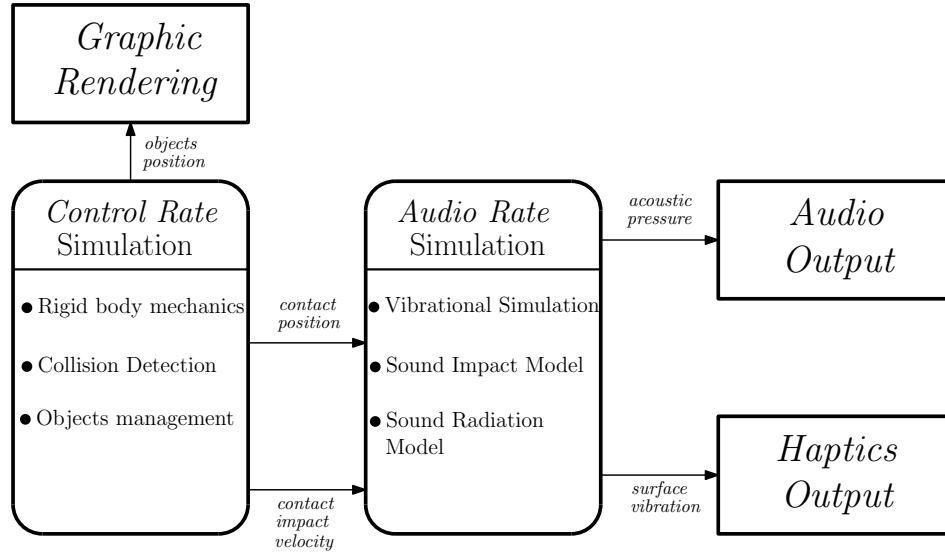 Graphic
Rendering
objects
position
Control Rate
Simulation
● Rigid body mechanics
● Collision Detection
● Objects management
contact
position
contact
impact
velocity
Audio Rate
Simulation
● Vibrational Simulation
● Sound Impact Model
● Sound Radiation
Model
acoustic
pressure
surface
vibration
Audio
Output
Haptics
Output